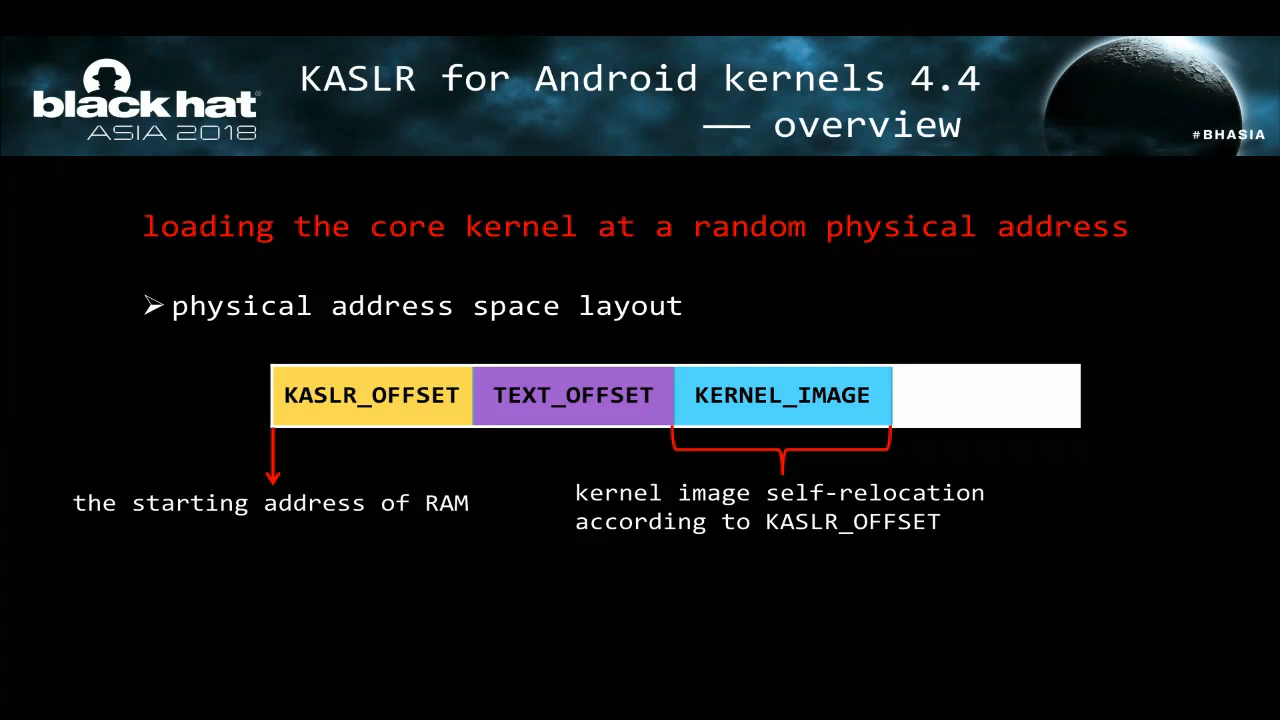 black hat®
ASIA 2018
KASLR for Android kernels 4.4
—— overview
#BHASIA
loading the core kernel at a random physical address
➢physical address space layout
KASLR_OFFSET TEXT_OFFSET KERNEL_IMAGE
the starting address of RAM
kernel image self-relocation
according to KASLR_OFFSET